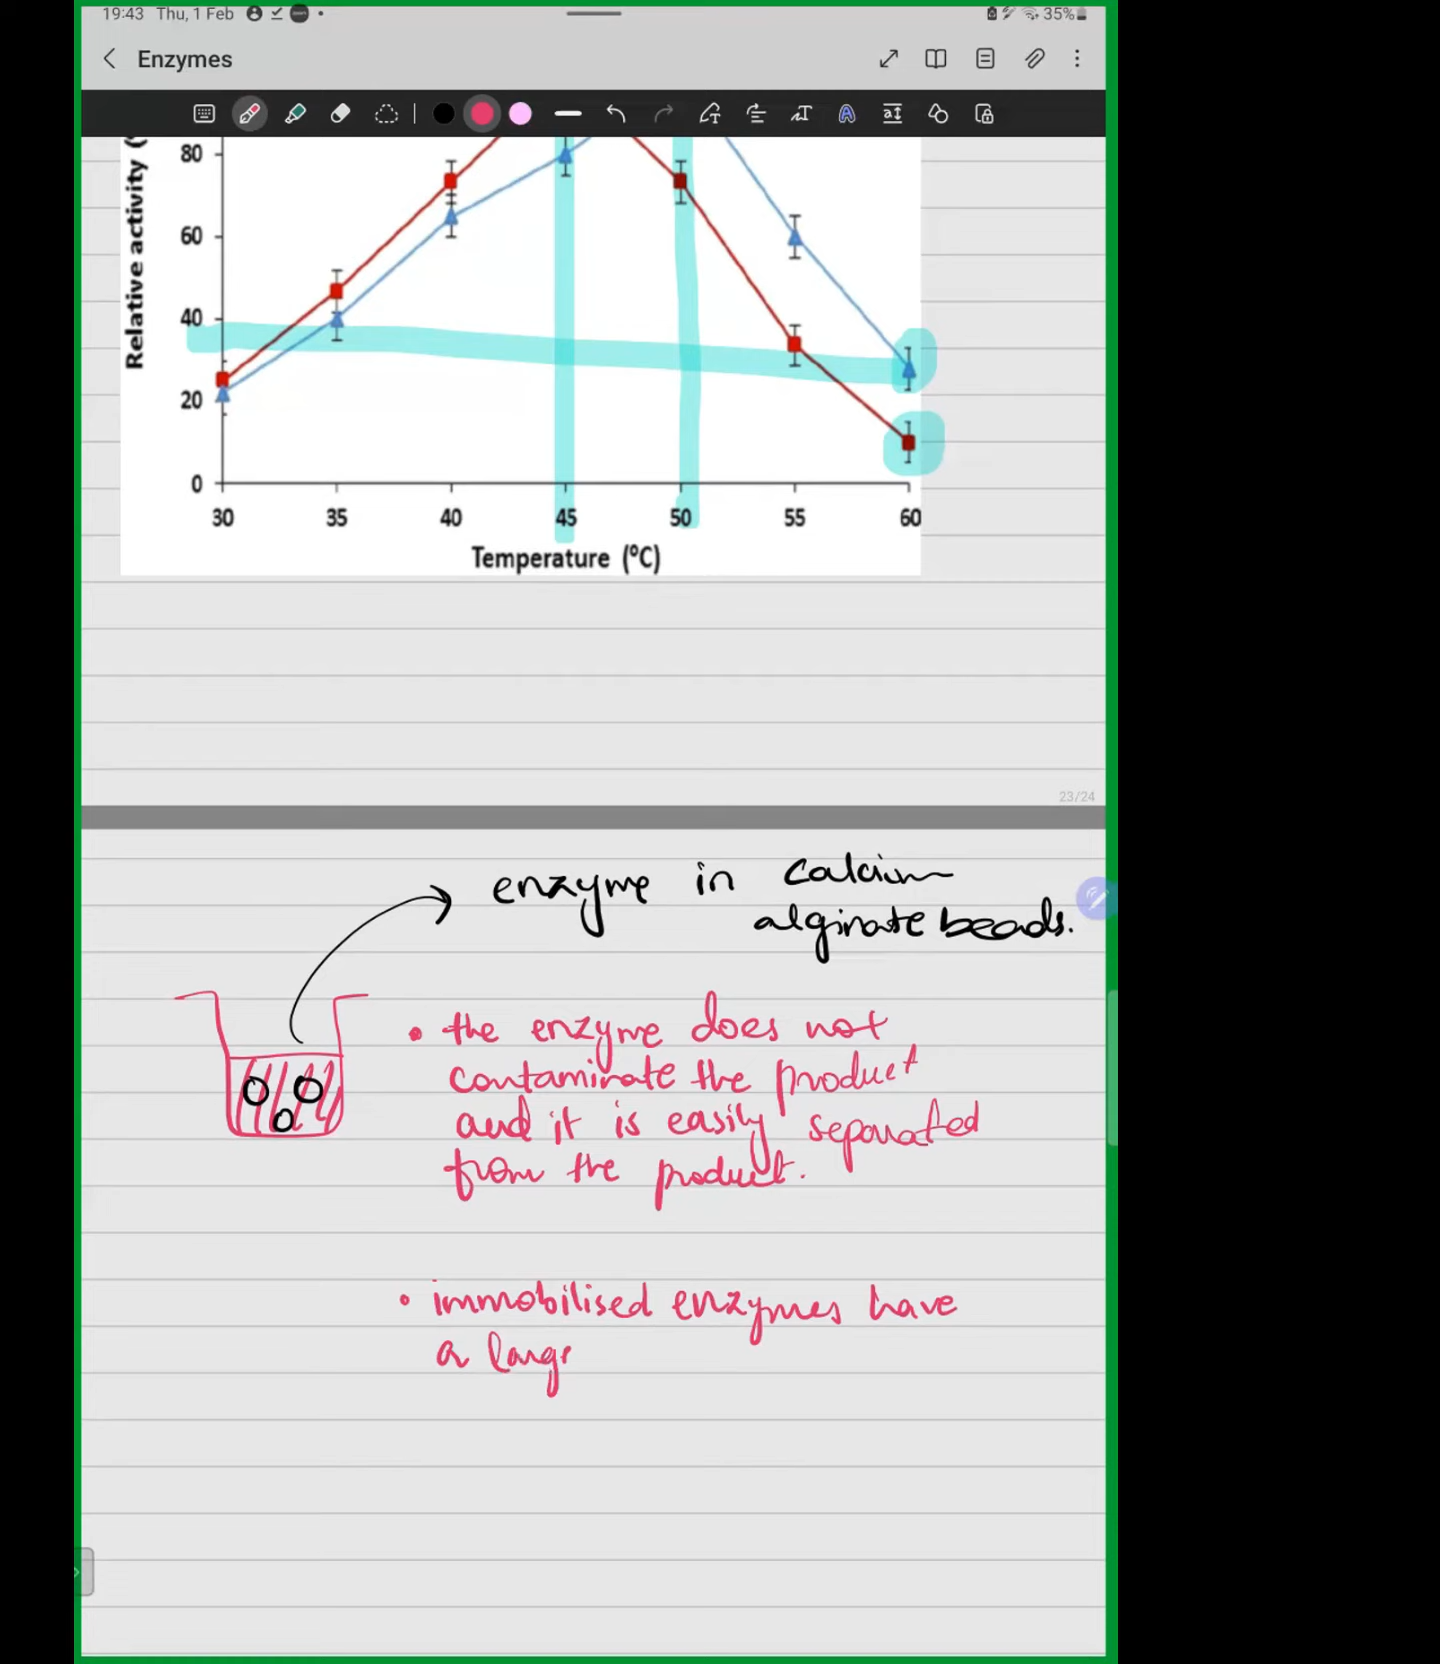 19:43 Thu, 1 Feb
35%
Enzymes
Relative activity (
80
60
40
20
0
30 35 40 45 50 55 60
Temperature (°C)
23/24
enzyme in calcium
alginate beads.
• the enzyme does not
contaminate the product
and it is easily separated
from the product.
• immobilised enzymes have
a large